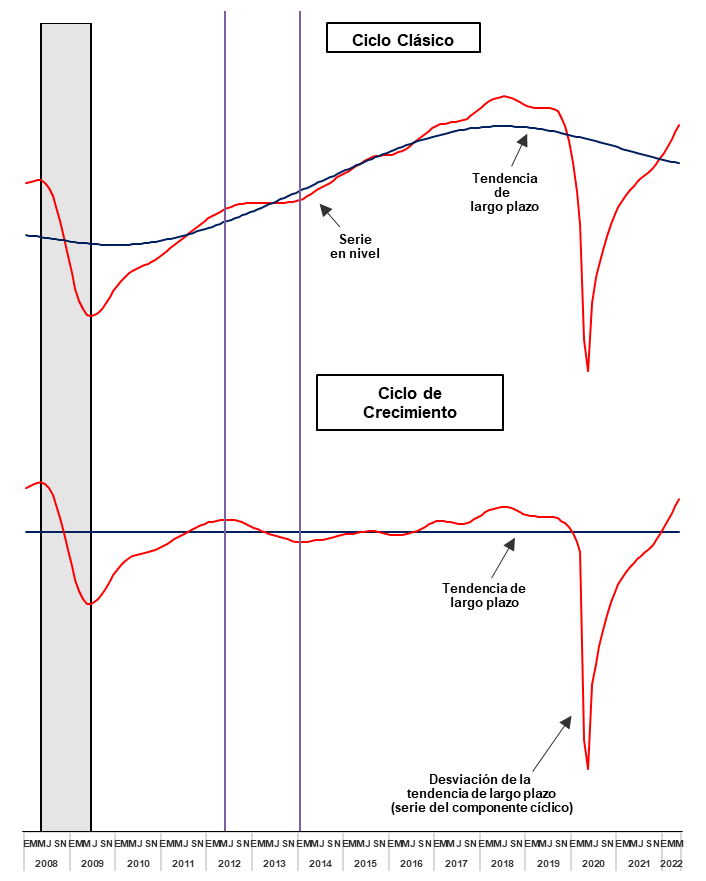 Ciclo Clásico
Tendencia
de
largo plazo
Serie
en nivel
Ciclo de
Crecimiento
Tendencia de
largo plazo
Desviación de la
tendencia de largo plazo
(serie del componente cíclico)
EMMJ SN EMMJ SN EMMJ SN EMMJ SN EMMJ SN EMMJ SN EMMJ SN EMMJ SN EMMJ SN EMMJ SN EMMJ SN EMMJ SN EMMJ SN EMMJ SN EMM
2008 2009 2010 2011 2012 2013 2014 2015 2016 2017 2018 2019 2020 2021 2022